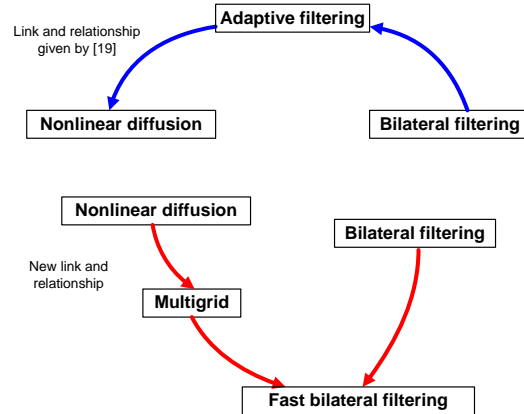 Adaptive filtering
Link and relationship
given by [19]
Nonlinear diffusion
Bilateral filtering
Nonlinear diffusion
Bilateral filtering
New link and
relationship
Multigrid
Fast bilateral filtering